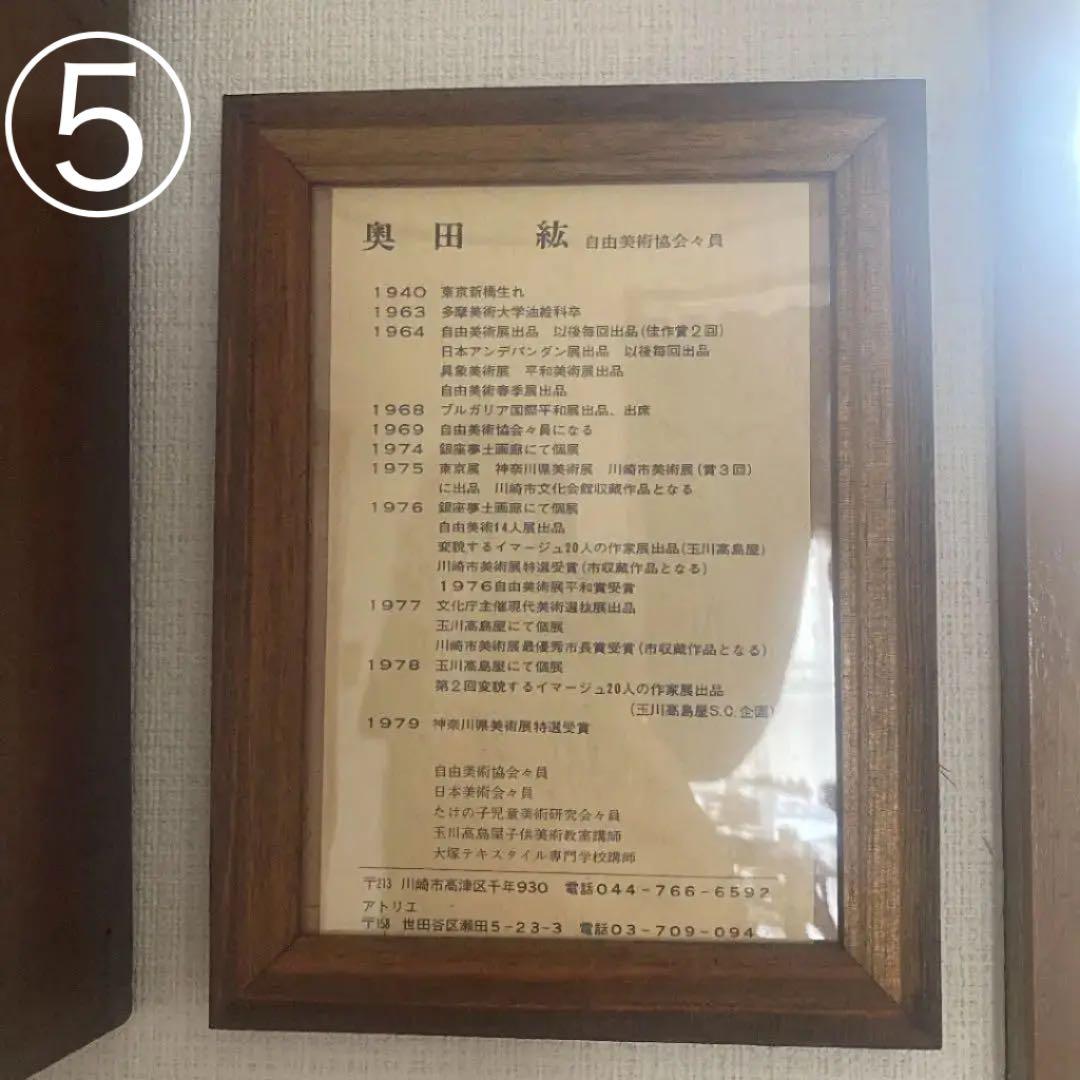 ⑤
奥田 紘 自由美術協会々員
1940 東京新橋生れ
1963 多摩美術大学油絵科卒
1964 自由美術展出品 以後毎回出品(佳作賞2回)
日本アンデパンダン展出品 以後毎回出品
具象美術展 平和美術展出品
自由美術春季展出品
1968 ブルガリア国際平和展出品、出席
1969 自由美術協会々員になる
1974 銀座夢土画廊にて個展
1975 東京展 神奈川県美術展 川崎市美術展(賞3回)
に出品 川崎市文化会館収蔵作品となる
1976 銀座夢土画廊にて個展
自由美術14人展出品
変貌するイマージュ20人の作家展出品(玉川高島屋)
川崎市美術展特選受賞(市収蔵作品となる)
1976自由美術展平和賞受賞
1977 文化庁主催現代美術選抜展出品
玉川高島屋にて個展
川崎市美術展最優秀市長賞受賞(市収蔵作品となる)
1978 玉川高島屋にて個展
第2回変貌するイマージュ20人の作家展出品
(玉川高島屋S.C.企画)
1979 神奈川県美術展特選受賞
自由美術協会々員
日本美術会々員
たけの子児童美術研究会々員
玉川高島屋子供美術教室講師
大塚テキスタイル専門学校講師
〒213 川崎市高津区千年930 電話044-766-6592
アトリエ
〒158 世田谷区瀬田5-23-3 電話03-709-094